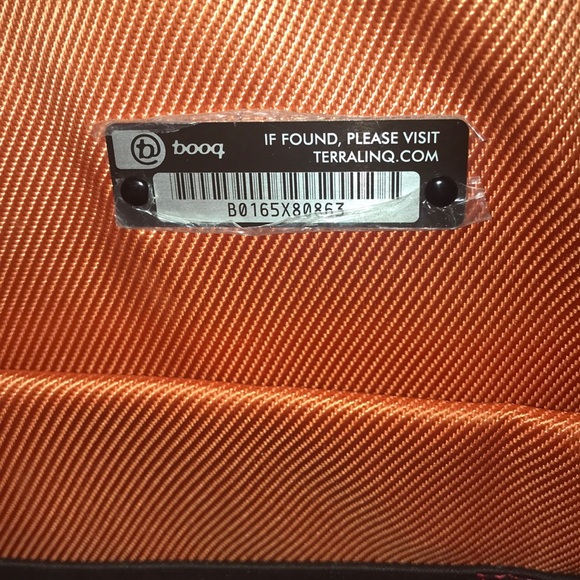 booq
IF FOUND, PLEASE VISIT
TERRALINQ.COM
B0165X80863